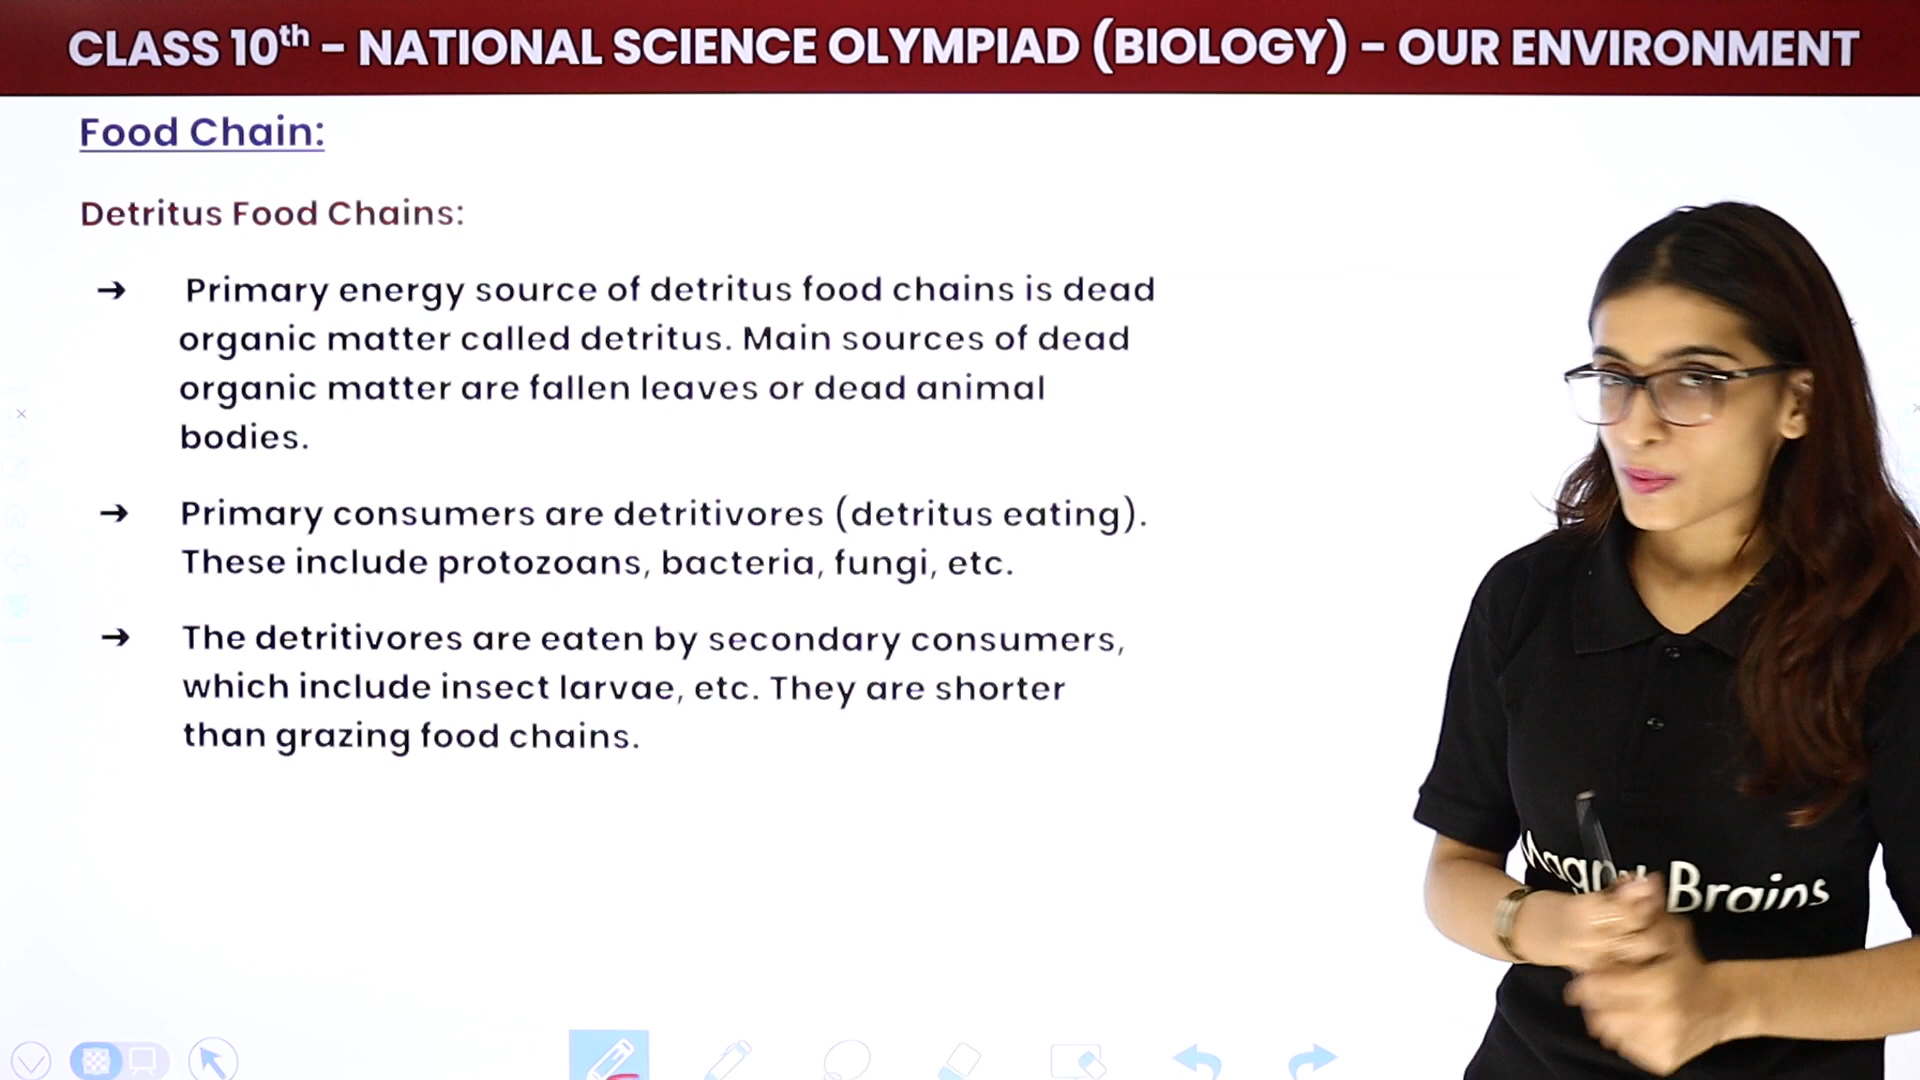 CLASS 10th – NATIONAL SCIENCE OLYMPIAD (BIOLOGY) – OUR ENVIRONMENT
Food Chain:
Detritus Food Chains:
➔ Primary energy source of detritus food chains is dead
organic matter called detritus. Main sources of dead
organic matter are fallen leaves or dead animal
bodies.
➔ Primary consumers are detritivores (detritus eating).
These include protozoans, bacteria, fungi, etc.
➔ The detritivores are eaten by secondary consumers,
which include insect larvae, etc. They are shorter
than grazing food chains.
Brains